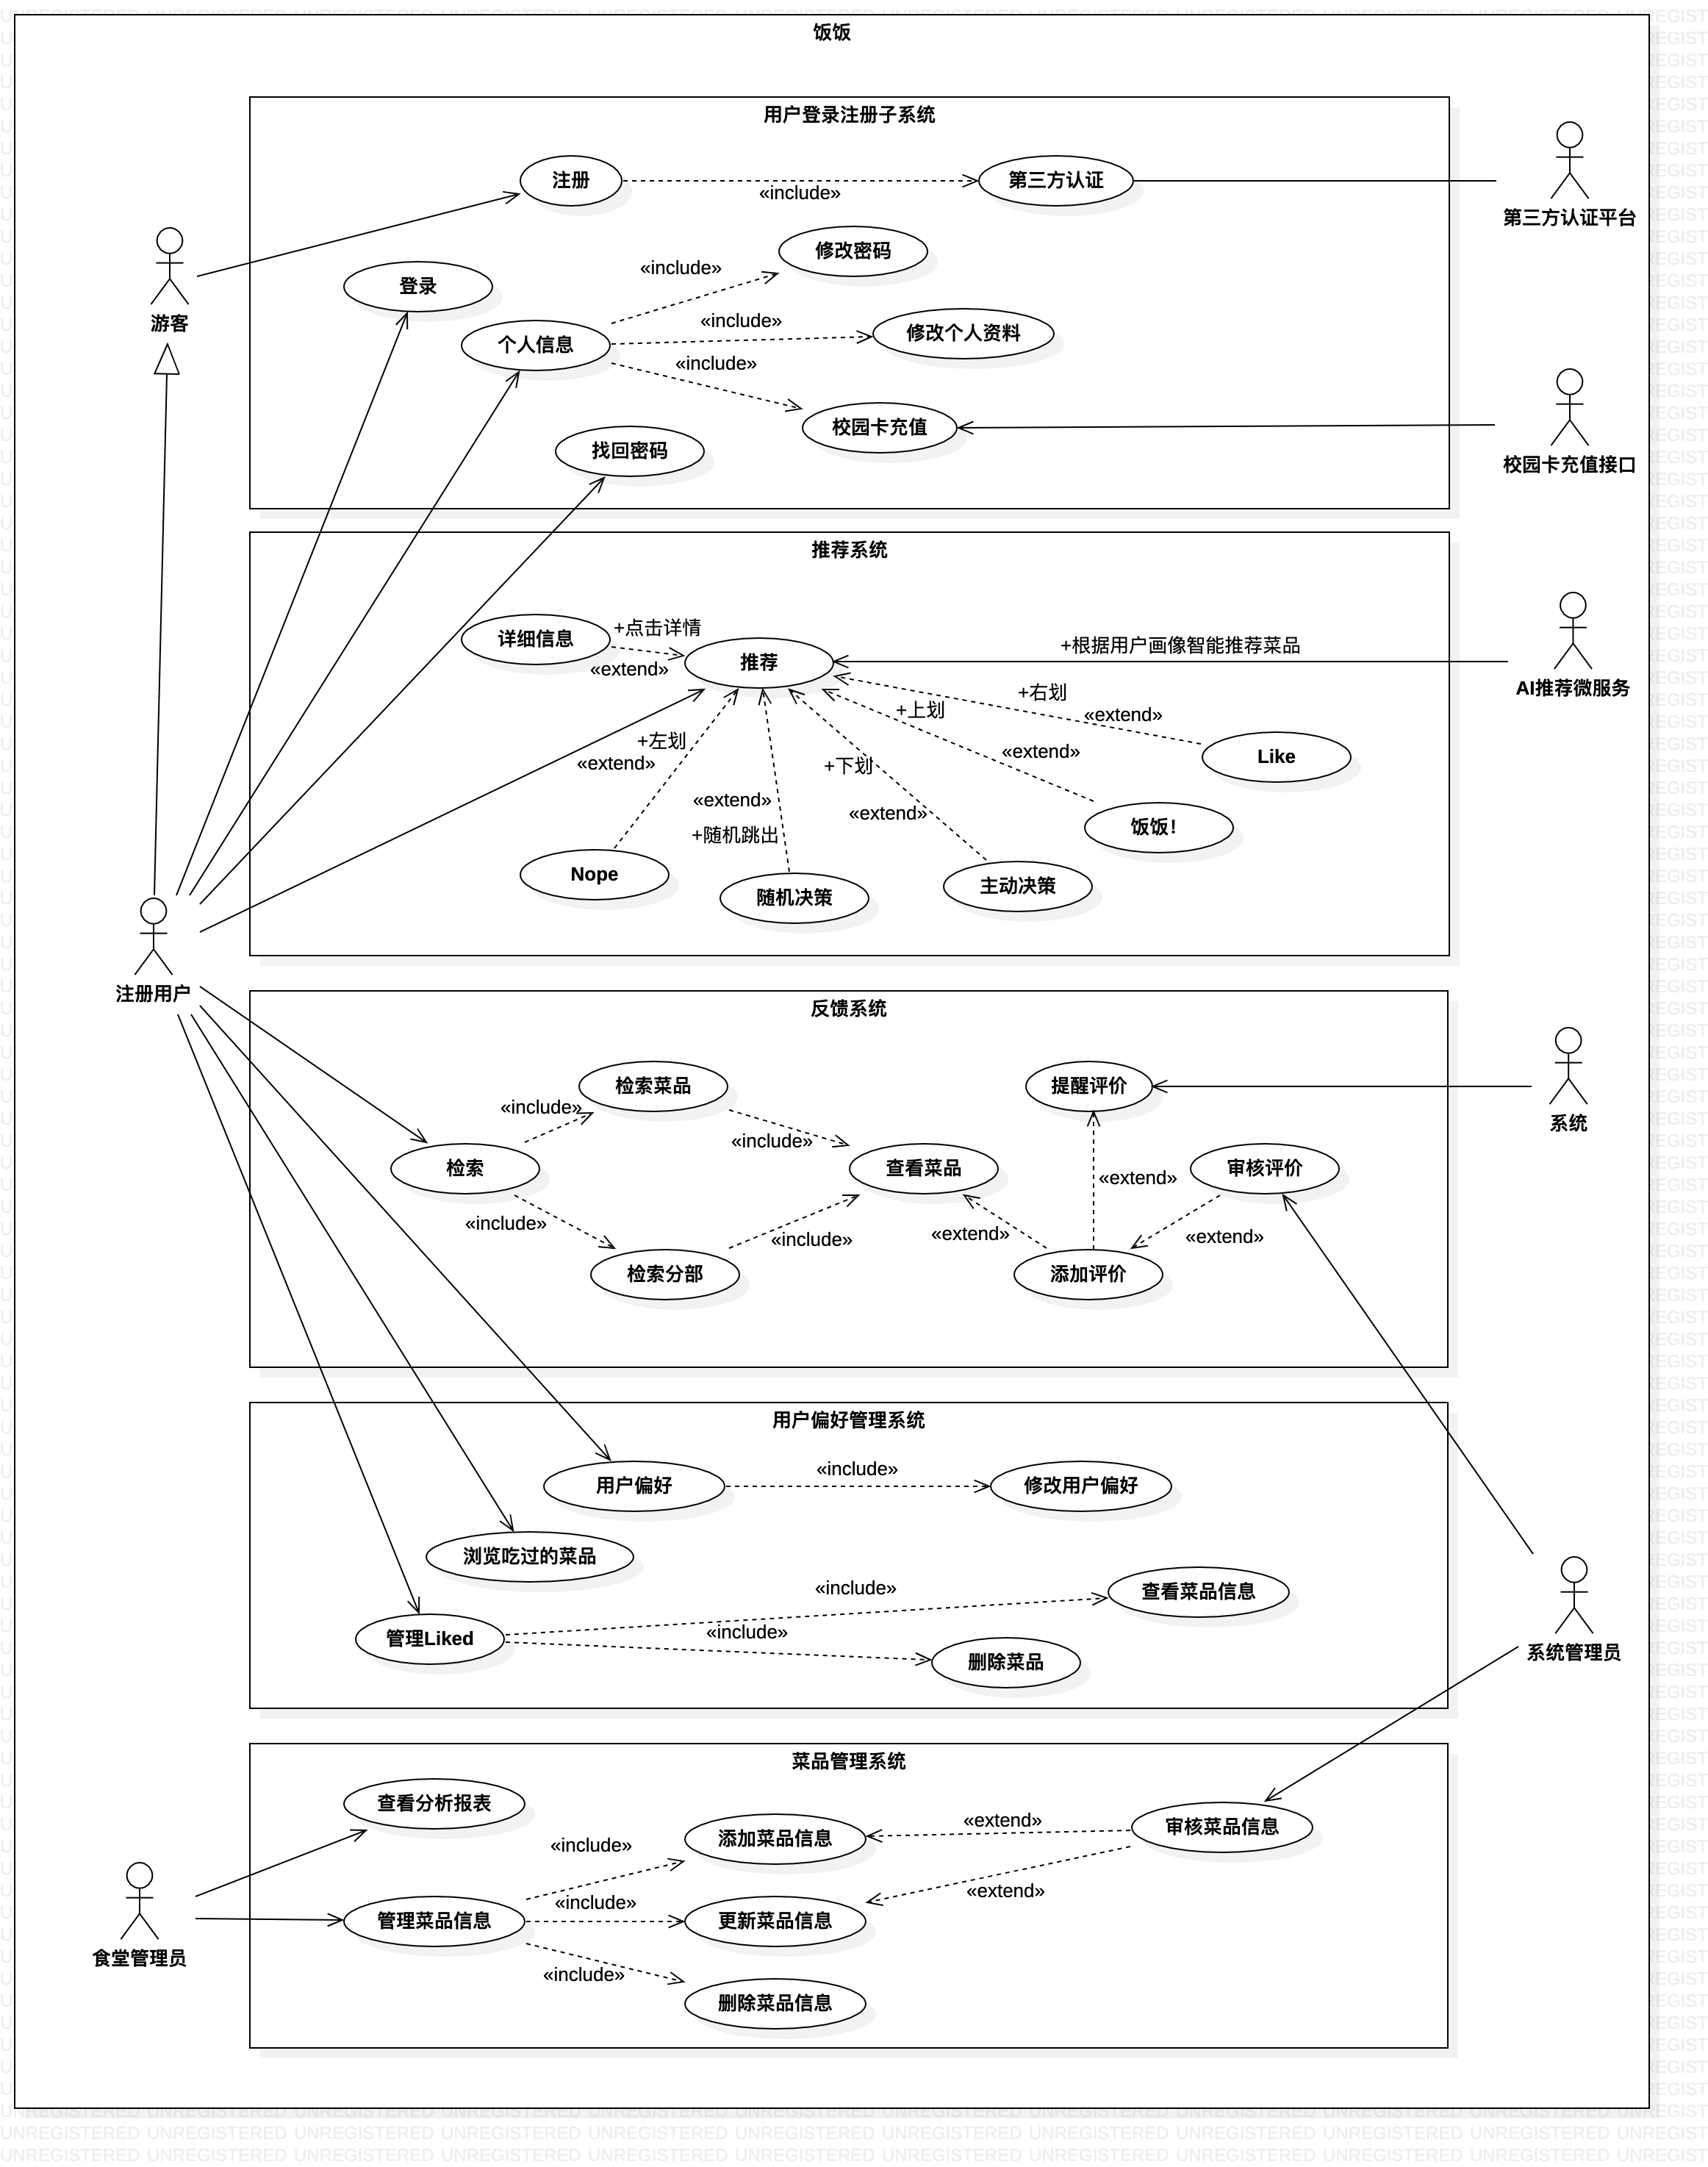 饭饭
用户登录注册子系统
注册
«include»
第三方认证
第三方认证平台
修改密码
«include»
登录
游客
«include»
修改个人资料
个人信息
«include»
校园卡充值
校园卡充值接口
找回密码
推荐系统
详细信息
+点击详情
«extend»
推荐
+根据用户画像智能推荐菜品
AI推荐微服务
+右划
«extend»
+上划
«extend»
Like
+左划
«extend»
+下划
«extend»
«extend»
+随机跳出
饭饭!
Nope
随机决策
主动决策
注册用户
反馈系统
检索菜品
提醒评价
系统
«include»
«include»
检索
查看菜品
«extend»
审核评价
«include»
«include»
«extend»
«extend»
检索分部
添加评价
用户偏好管理系统
用户偏好
«include»
修改用户偏好
浏览吃过的菜品
«include»
查看菜品信息
管理Liked
«include»
删除菜品
系统管理员
菜品管理系统
查看分析报表
«include»
添加菜品信息
«extend»
审核菜品信息
«extend»
«include»
管理菜品信息
更新菜品信息
食堂管理员
«include»
删除菜品信息
UNREGISTERED UNREGISTERED UNREGISTERED UNREGISTERED UNREGISTERED UNREGISTERED UNREGISTERED UNREGISTERED UNREGISTERED UNREGISTERED UNREGISTERED UNREGIST
UNREGISTERED UNREGISTERED UNREGISTERED UNREGISTERED UNREGISTERED UNREGISTERED UNREGISTERED UNREGISTERED UNREGISTERED UNREGISTERED UNREGISTERED UNREGIST